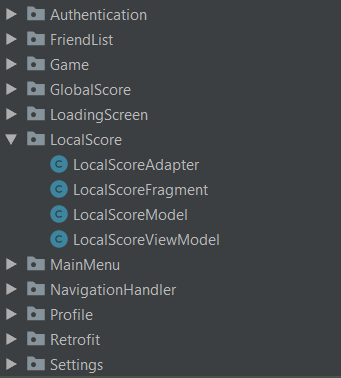 Authentication
FriendList
Game
GlobalScore
LoadingScreen
LocalScore
C LocalScoreAdapter
C LocalScoreFragment
C LocalScoreModel
C LocalScoreViewModel
MainMenu
NavigationHandler
Profile
Retrofit
Settings